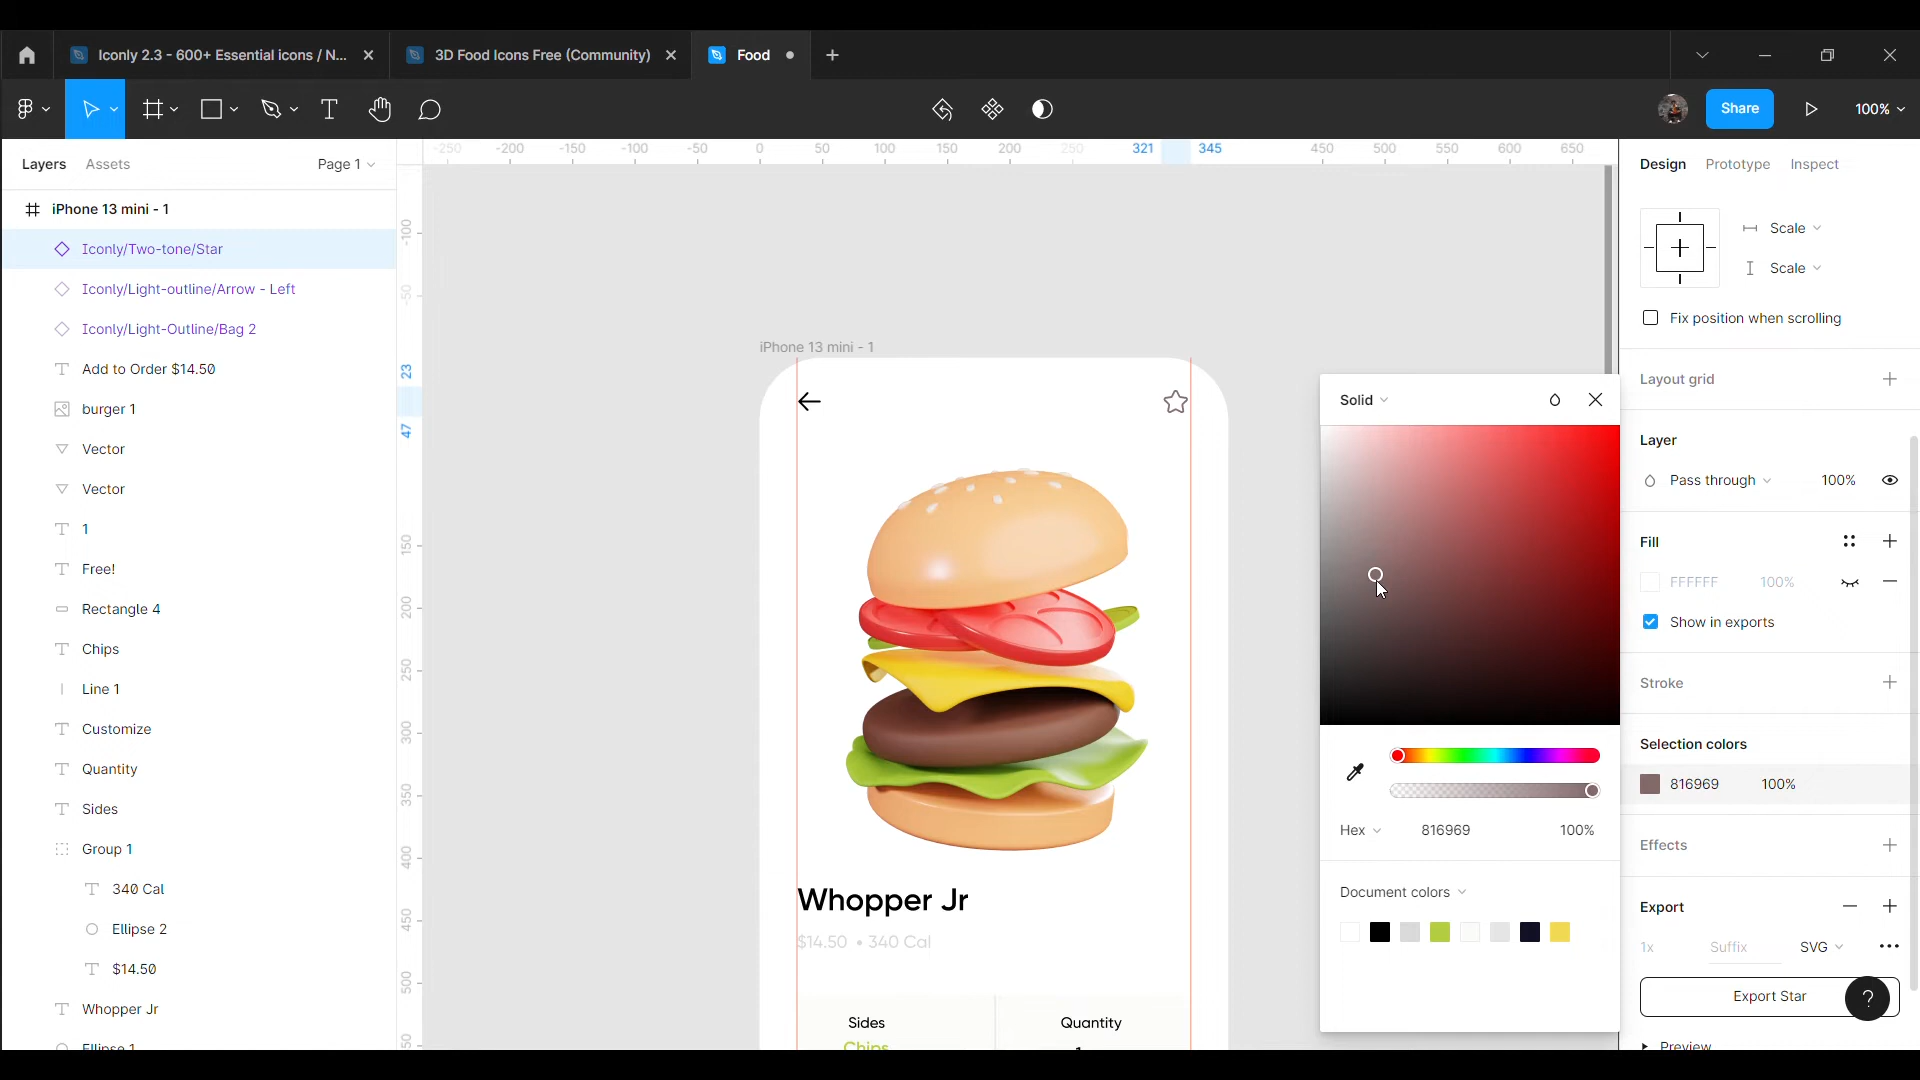 Iconly 2.3 - 600+ Essential icons / N...
3D Food Icons Free (Community)
Food
Share
100%
Layers
Assets
Page 1
-250 -200 -150 -100 -50 0 50 100 150 200 250 321 345 450 500 550 600 650
Design
Prototype
Inspect
iPhone 13 mini - 1
Iconly/Two-tone/Star
Iconly/Light-outline/Arrow - Left
Iconly/Light-Outline/Bag 2
Add to Order $14.50
burger 1
Vector
Vector
1
Free!
Rectangle 4
Chips
Line 1
Customize
Quantity
Sides
Group 1
340 Cal
Ellipse 2
$14.50
Whopper Jr
Ellipse 1
-100
-50
23
47
150
200
250
300
350
400
450
500
iPhone 13 mini - 1
Whopper Jr
$14.50 • 340 Cal
Sides
Quantity
Chips
1
Solid
Hex
816969
100%
Document colors
Scale
Scale
Fix position when scrolling
Layout grid
Layer
Pass through
100%
Fill
FFFFFF
100%
Show in exports
Stroke
Selection colors
816969
100%
Effects
Export
1x
Suffix
SVG
Export Star
?
Preview